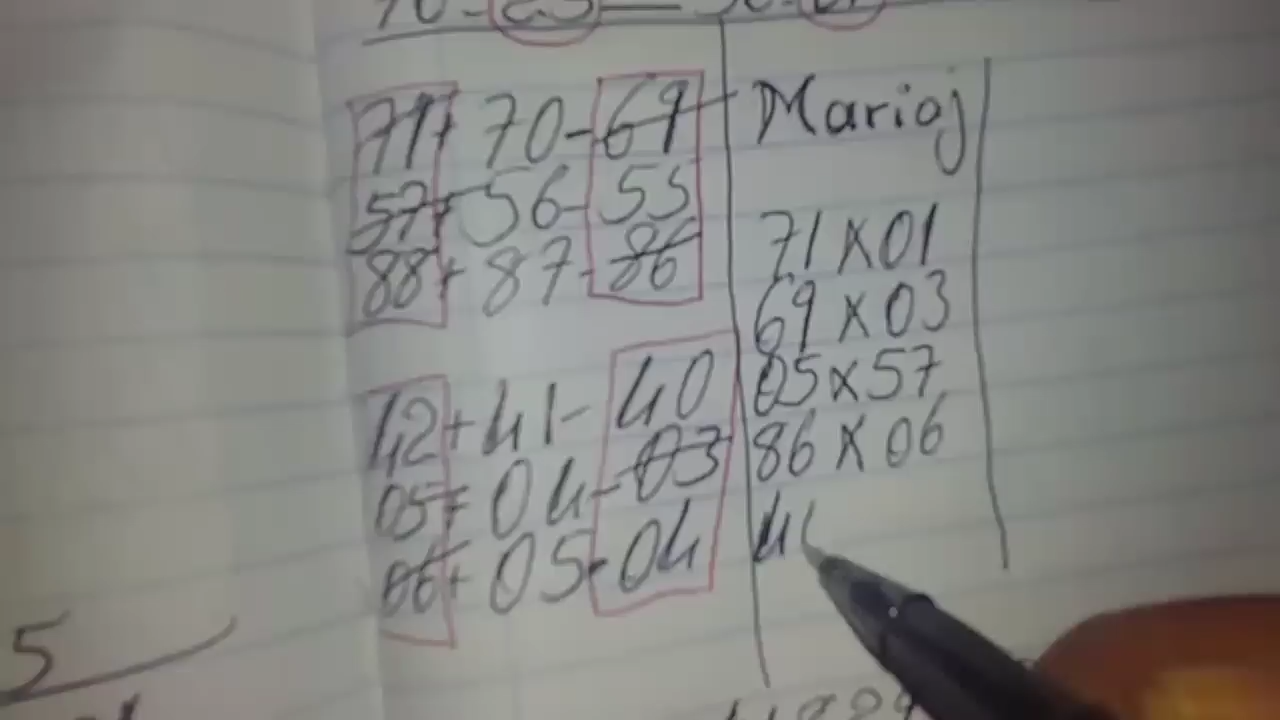 71+ 70-69
57+56-55
88+ 87-86
42+41-40
05+04-03
06+05-04
Marioj
71X01
69X03
05X57
86X06
5